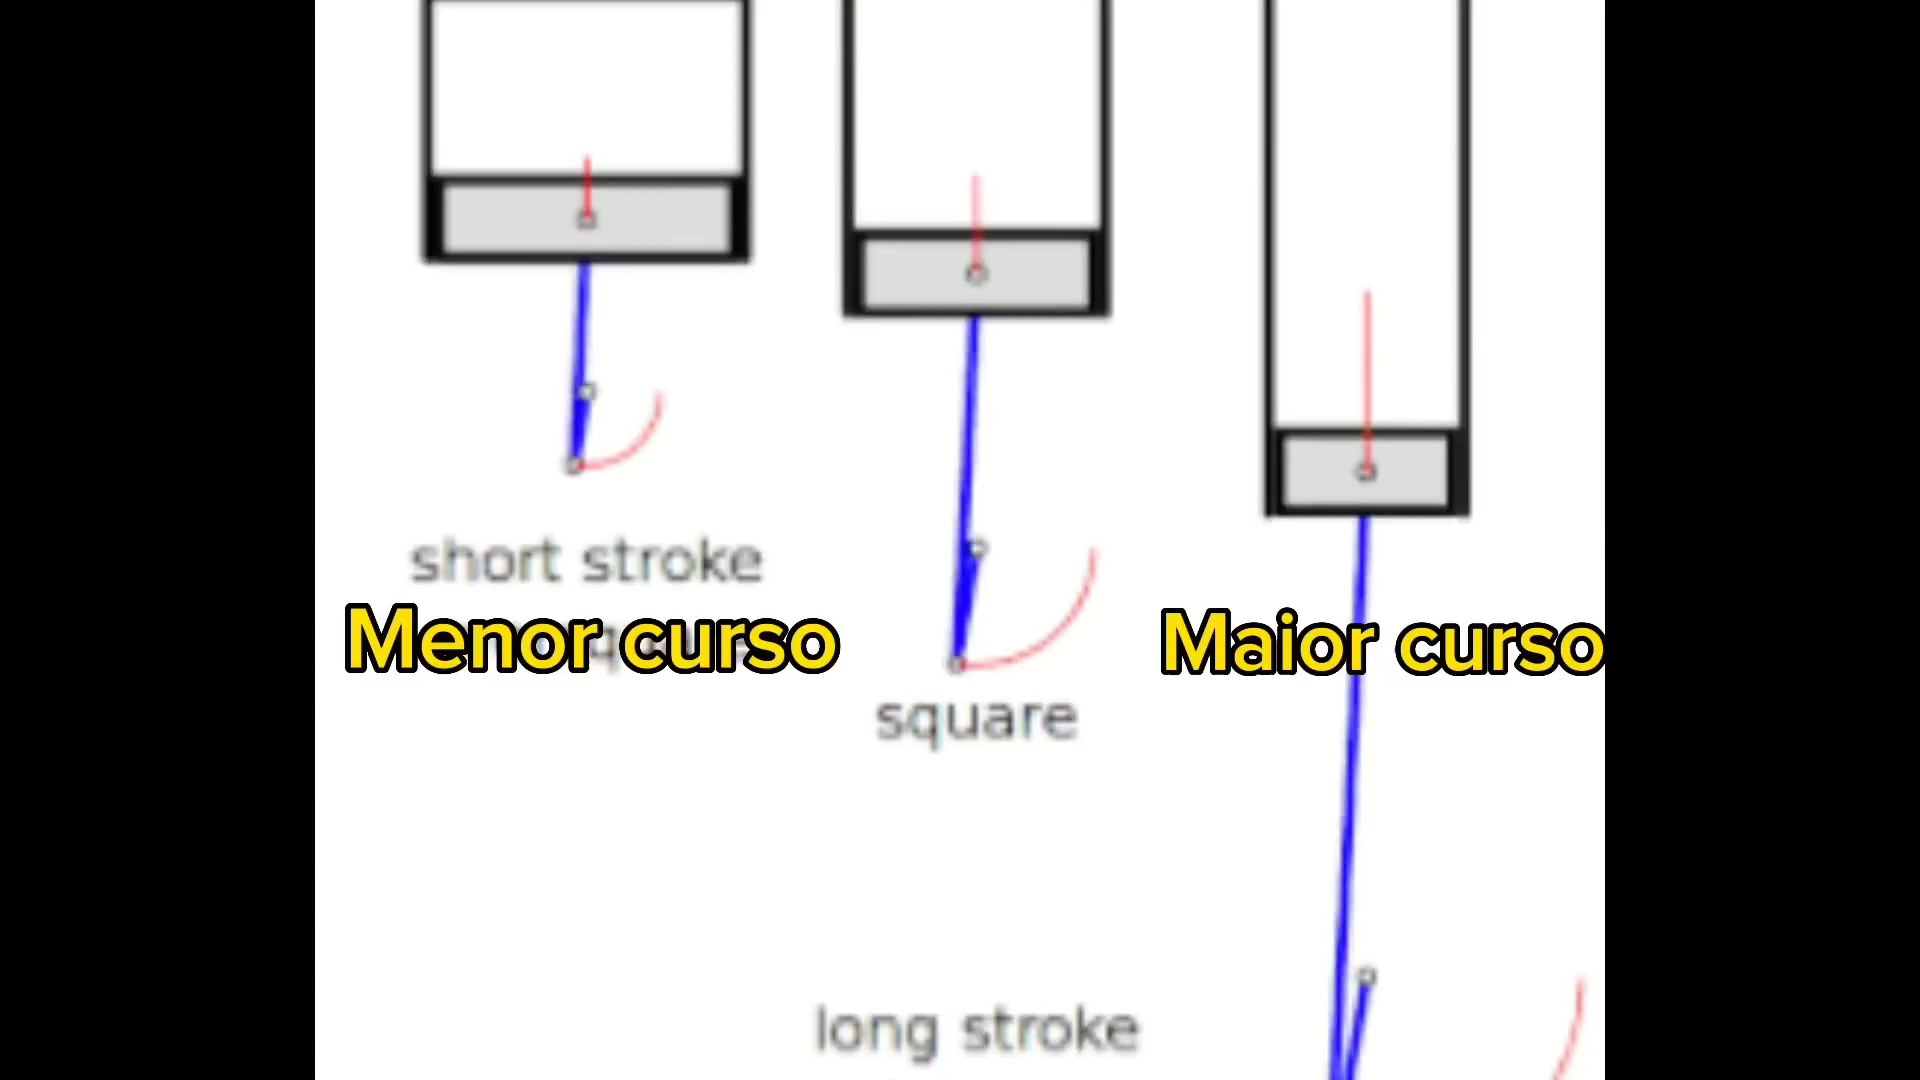 short stroke
Menor curso
Maior curso
square
long stroke